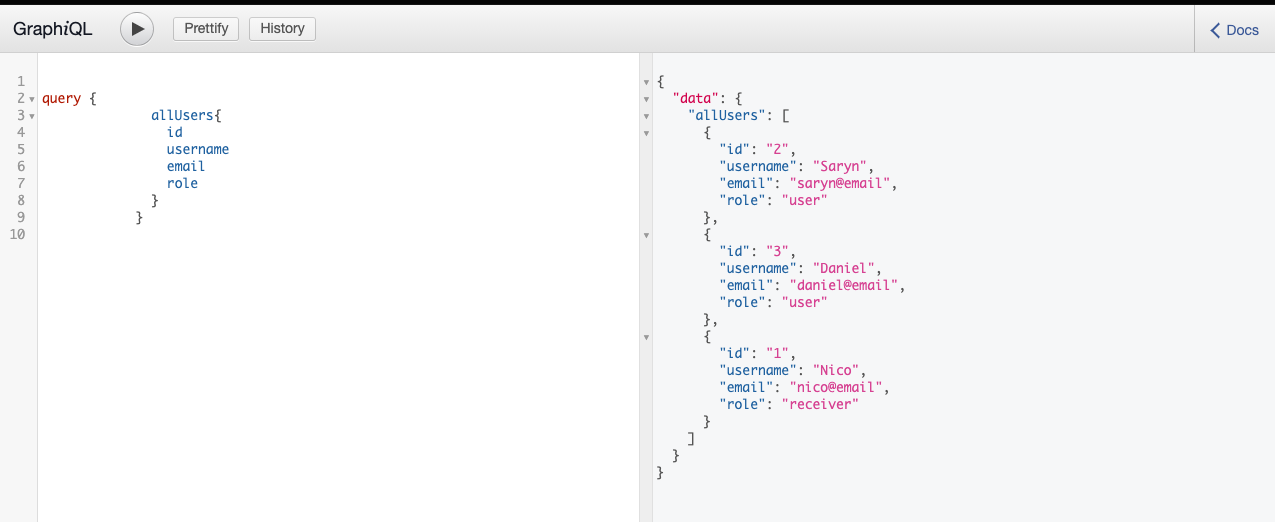 GraphiQL Prettify History Docs
1
2 query {
3 allUsers{
4 id
5 username
6 email
7 role
8 }
9 }
10
{
"data": {
"allUsers": [
{
"id": "2",
"username": "Saryn",
"email": "saryn@email",
"role": "user"
},
{
"id": "3",
"username": "Daniel",
"email": "daniel@email",
"role": "user"
},
{
"id": "1",
"username": "Nico",
"email": "nico@email",
"role": "receiver"
}
]
}
}